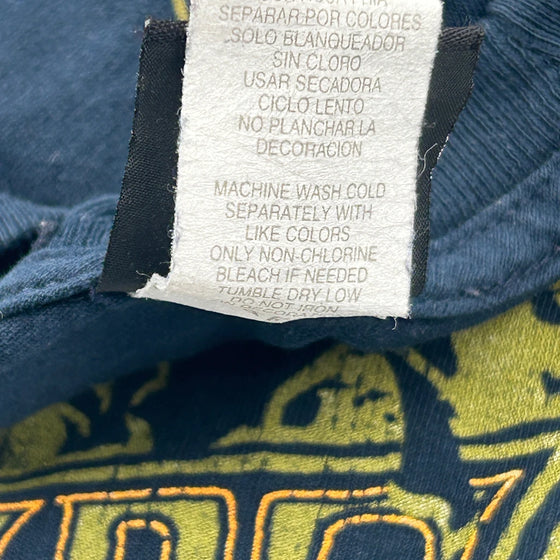 SEPARAR POR COLORES
SOLO BLANQUEADOR
SIN CLORO
USAR SECADORA
CICLO LENTO
NO PLANCHAR LA
DECORACION
MACHINE WASH COLD
SEPARATELY WITH
LIKE COLORS
ONLY NON-CHLORINE
BLEACH IF NEEDED
TUMBLE DRY LOW
DO NOT IRON